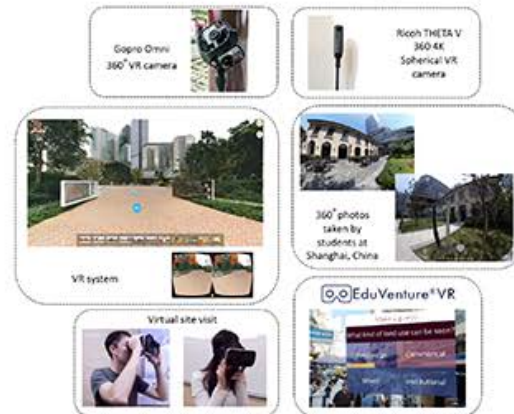 Gopro Omni
360° VR camera
Ricoh THETA V
360 4K
Spherical VR
camera
VR system
360° photos
taken by
students at
Shanghai, China
Virtual site visit
EduVenture® VR
What kind of land use can be seen?
Commercial
Institutional